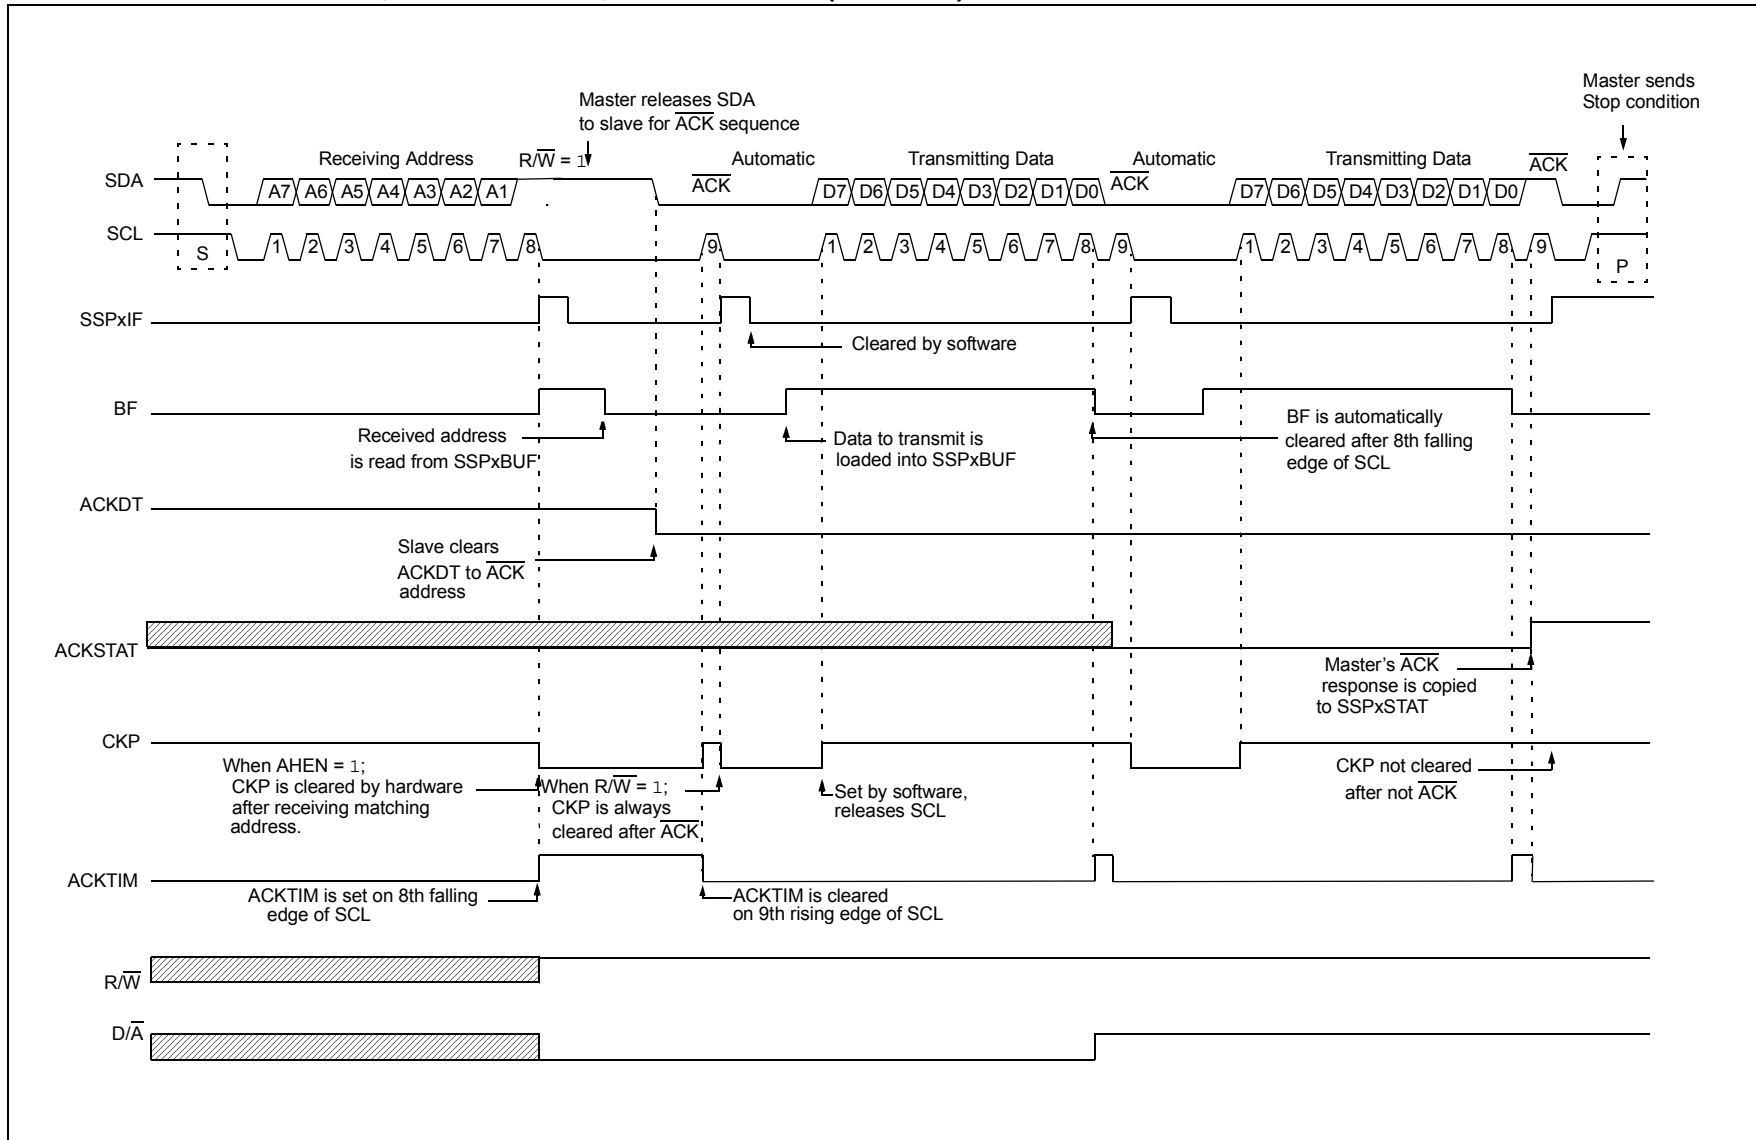 Master sends
Stop condition
Master releases SDA
to slave for ACK sequence
Receiving Address R/W = 1 ACK Automatic Transmitting Data Automatic ACK Transmitting Data ACK
SDA A7 A6 A5 A4 A3 A2 A1 D7 D6 D5 D4 D3 D2 D1 D0 D7 D6 D5 D4 D3 D2 D1 D0
SCL S 1 2 3 4 5 6 7 8 9 1 2 3 4 5 6 7 8 9 1 2 3 4 5 6 7 8 9 P
SSPxIF
Cleared by software
BF
Received address
is read from SSPxBUF
Data to transmit is
loaded into SSPxBUF
BF is automatically
cleared after 8th falling
edge of SCL
ACKDT
Slave clears
ACKDT to ACK
address
ACKSTAT
Master's ACK
response is copied
to SSPxSTAT
CKP
When AHEN = 1;
CKP is cleared by hardware
after receiving matching
address.
When R/W = 1;
CKP is always
cleared after ACK
Set by software,
releases SCL
CKP not cleared
after not ACK
ACKTIM
ACKTIM is set on 8th falling
edge of SCL
ACKTIM is cleared
on 9th rising edge of SCL
R/W
D/A